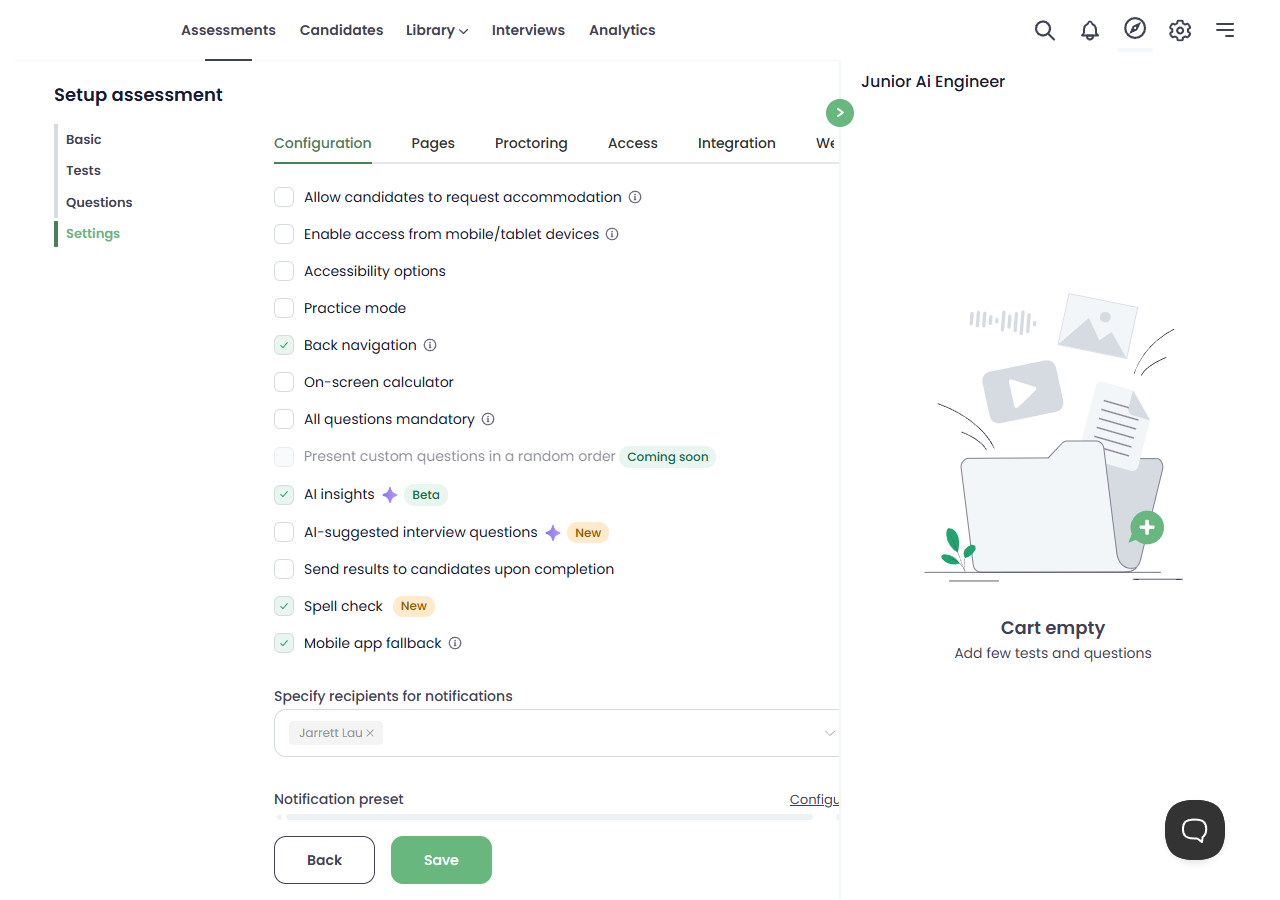 Assessments Candidates Library Interviews Analytics
Setup assessment
Basic
Tests
Questions
Settings
Configuration Pages Proctoring Access Integration We
Allow candidates to request accommodation
Enable access from mobile/tablet devices
Accessibility options
Practice mode
Back navigation
On-screen calculator
All questions mandatory
Present custom questions in a random order Coming soon
AI insights Beta
AI-suggested interview questions New
Send results to candidates upon completion
Spell check New
Mobile app fallback
Specify recipients for notifications
Jarrett Lau
Notification preset Configu
Back Save
Junior Ai Engineer
Cart empty
Add few tests and questions